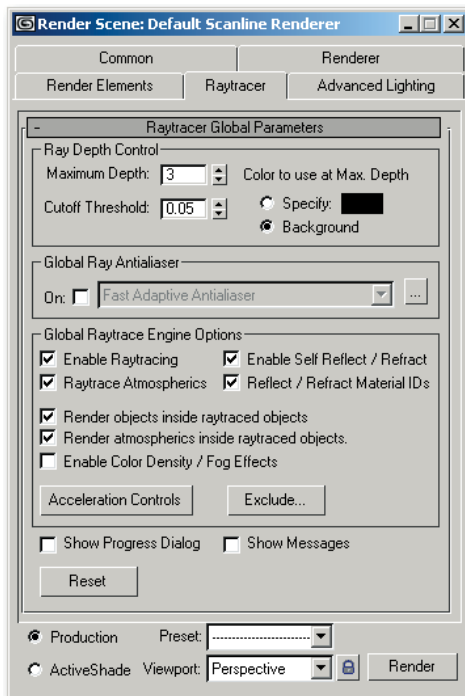 Render Scene: Default Scanline Renderer
Common Renderer
Render Elements Raytracer Advanced Lighting
- Raytracer Global Parameters
Ray Depth Control
Maximum Depth: 3 Color to use at Max. Depth
Cutoff Threshold: 0.05 Specify:
Background
Global Ray Antialiaser
On: Fast Adaptive Antialiaser ...
Global Raytrace Engine Options
Enable Raytracing Enable Self Reflect / Refract
Raytrace Atmospherics Reflect / Refract Material IDs
Render objects inside raytraced objects
Render atmospherics inside raytraced objects.
Enable Color Density / Fog Effects
Acceleration Controls Exclude...
Show Progress Dialog Show Messages
Reset
Production Preset: -------------------------
ActiveShade Viewport: Perspective Render